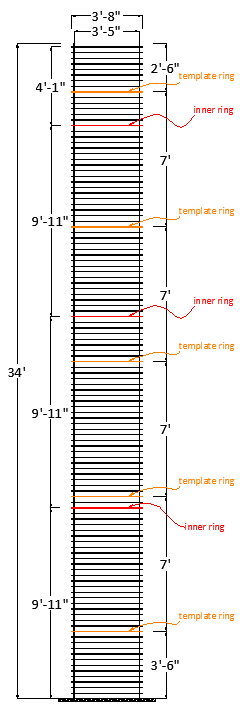 3'-8"
3'-5"
2'-6"
template ring
4'-1"
inner ring
7'
template ring
9'-11"
7'
inner ring
template ring
34'
9'-11"
7'
template ring
inner ring
7'
9'-11"
template ring
3'-6"